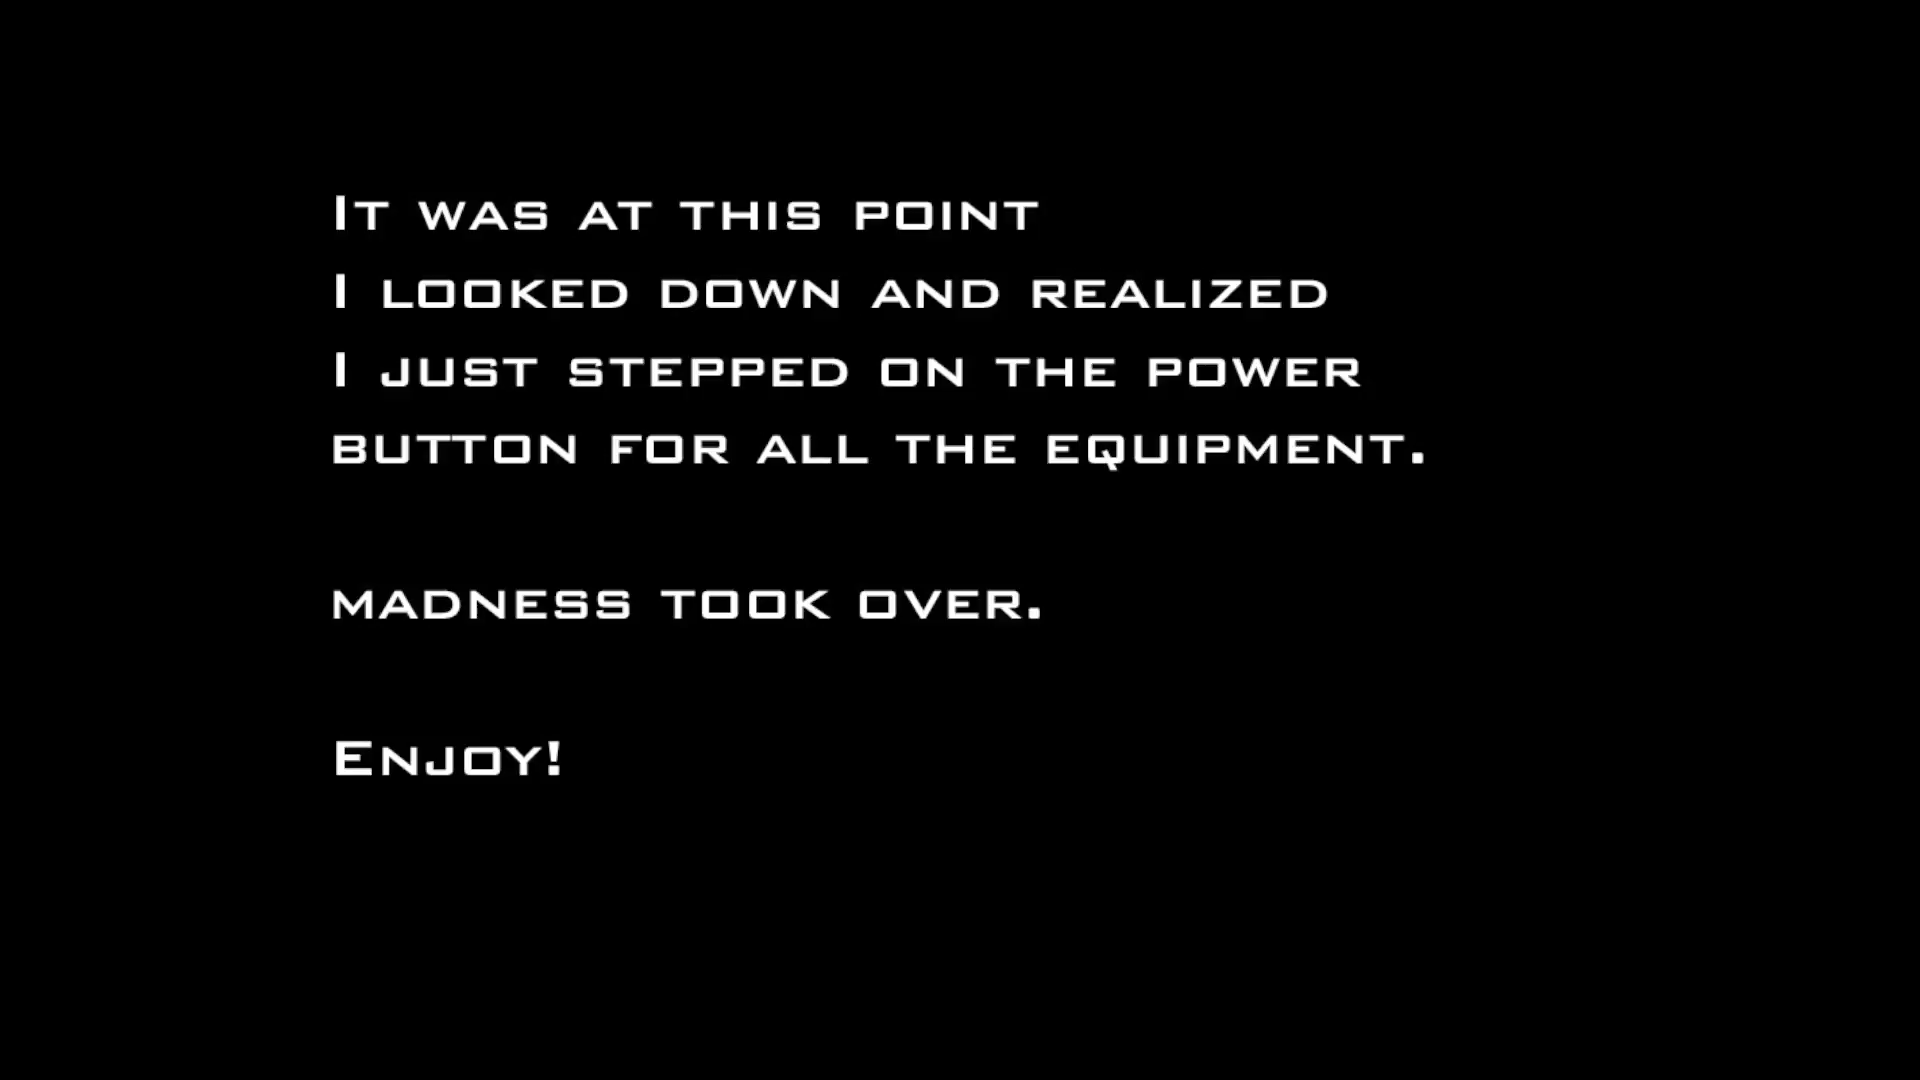 It was at this point
I looked down and realized
I just stepped on the power
button for all the equipment.
madness took over.
Enjoy!